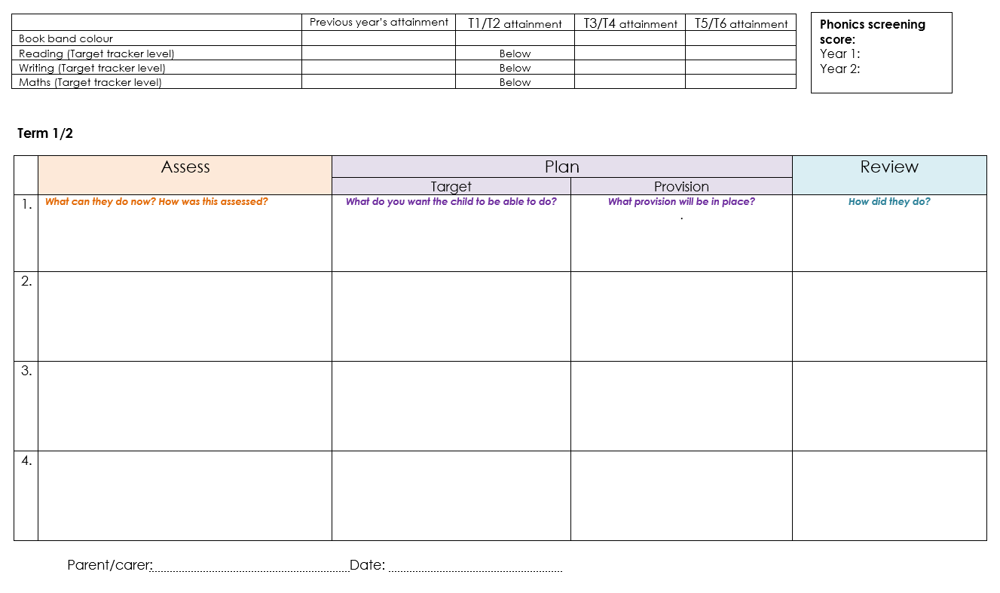 Previous year's attainment T1/T2 attainment T3/T4 attainment T5/T6 attainment
Book band colour
Reading (Target tracker level) Below
Writing (Target tracker level) Below
Maths (Target tracker level) Below
Phonics screening
score:
Year 1:
Year 2:
Term 1/2
Assess Plan Review
Target Provision
1. What can they do now? How was this assessed? What do you want the child to be able to do? What provision will be in place? How did they do?
.
2.
3.
4.
Parent/carer: Date: